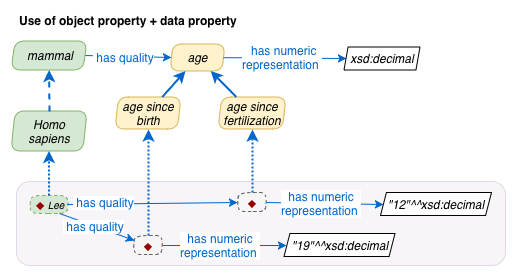 Use of object property + data property
mammal
has quality
age
has numeric
representation
xsd:decimal
Homo
sapiens
age since
birth
age since
fertilization
Lee
has quality
has numeric
representation
"12"^^xsd:decimal
has quality
has numeric
representation
"19"^^xsd:decimal